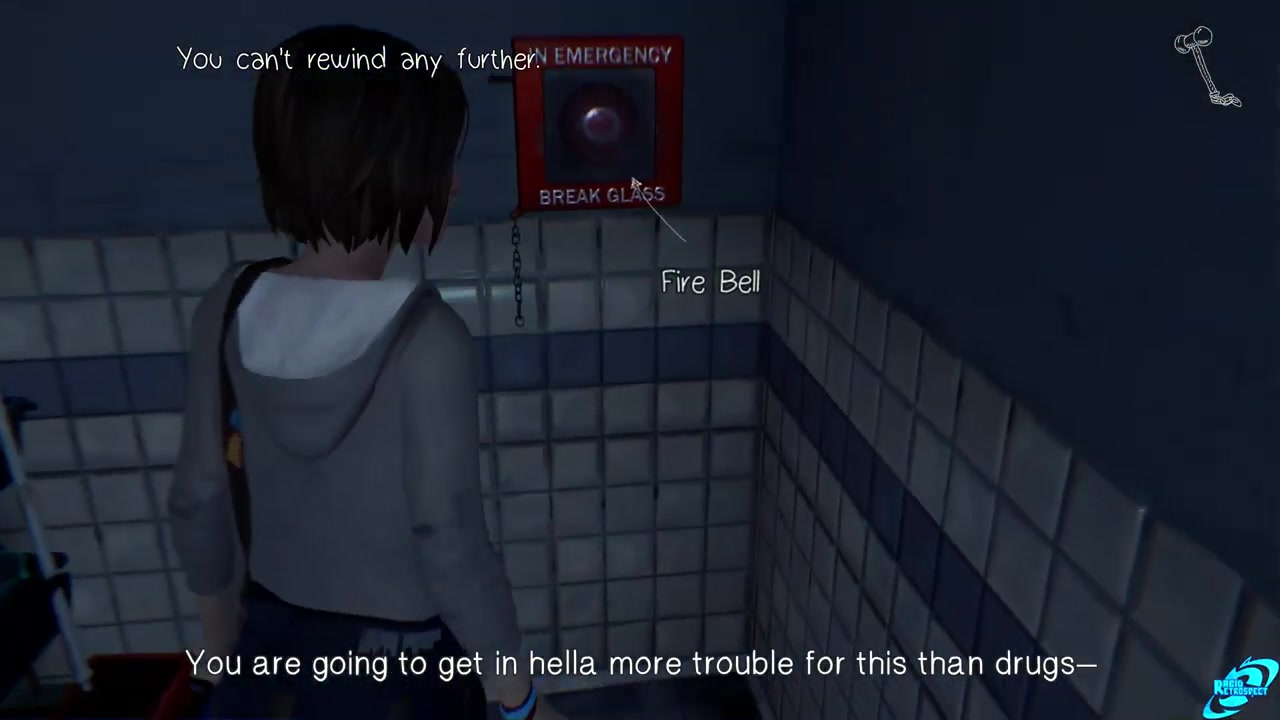 You can't rewind any further.
IN EMERGENCY
BREAK GLASS
Fire Bell
You are going to get in hella more trouble for this than drugs—
RETROSPECT